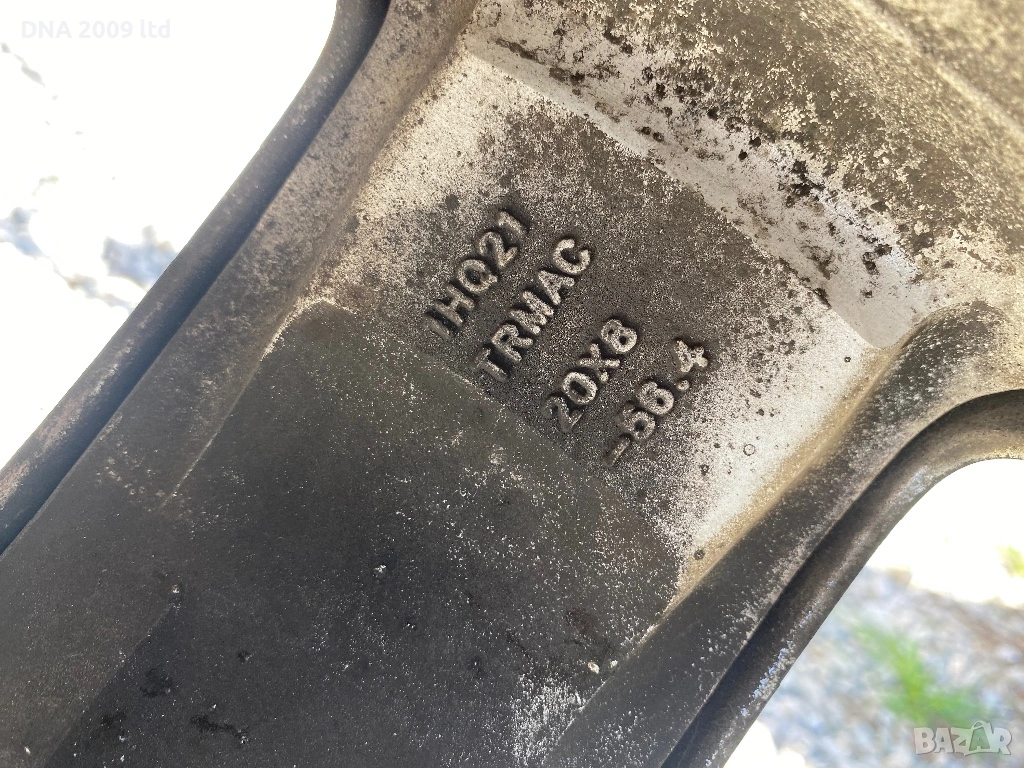 DNA 2009 ltd
IHQ21
TRMAC
20X8
-56.4
BAZAR